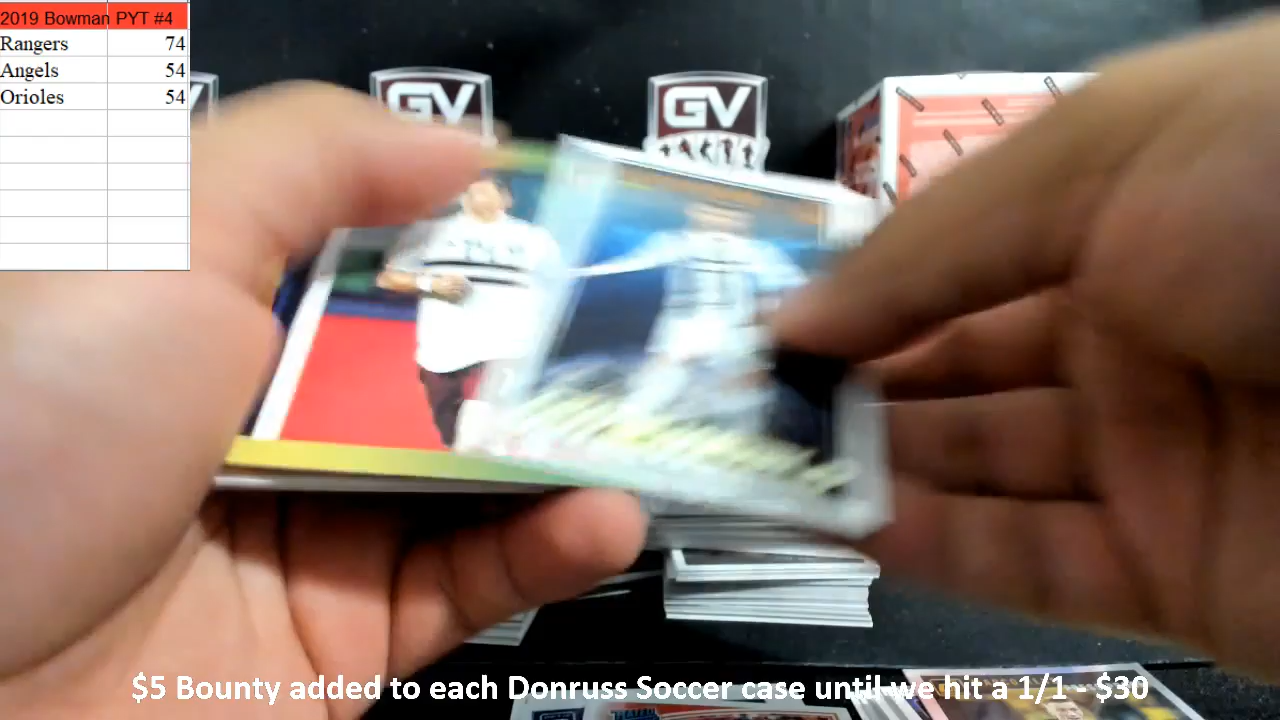 2019 Bowman PYT #4
Rangers 74
Angels 54
Orioles 54
GV
GV
$5 Bounty added to each Donruss Soccer case until we hit a 1/1 - $30